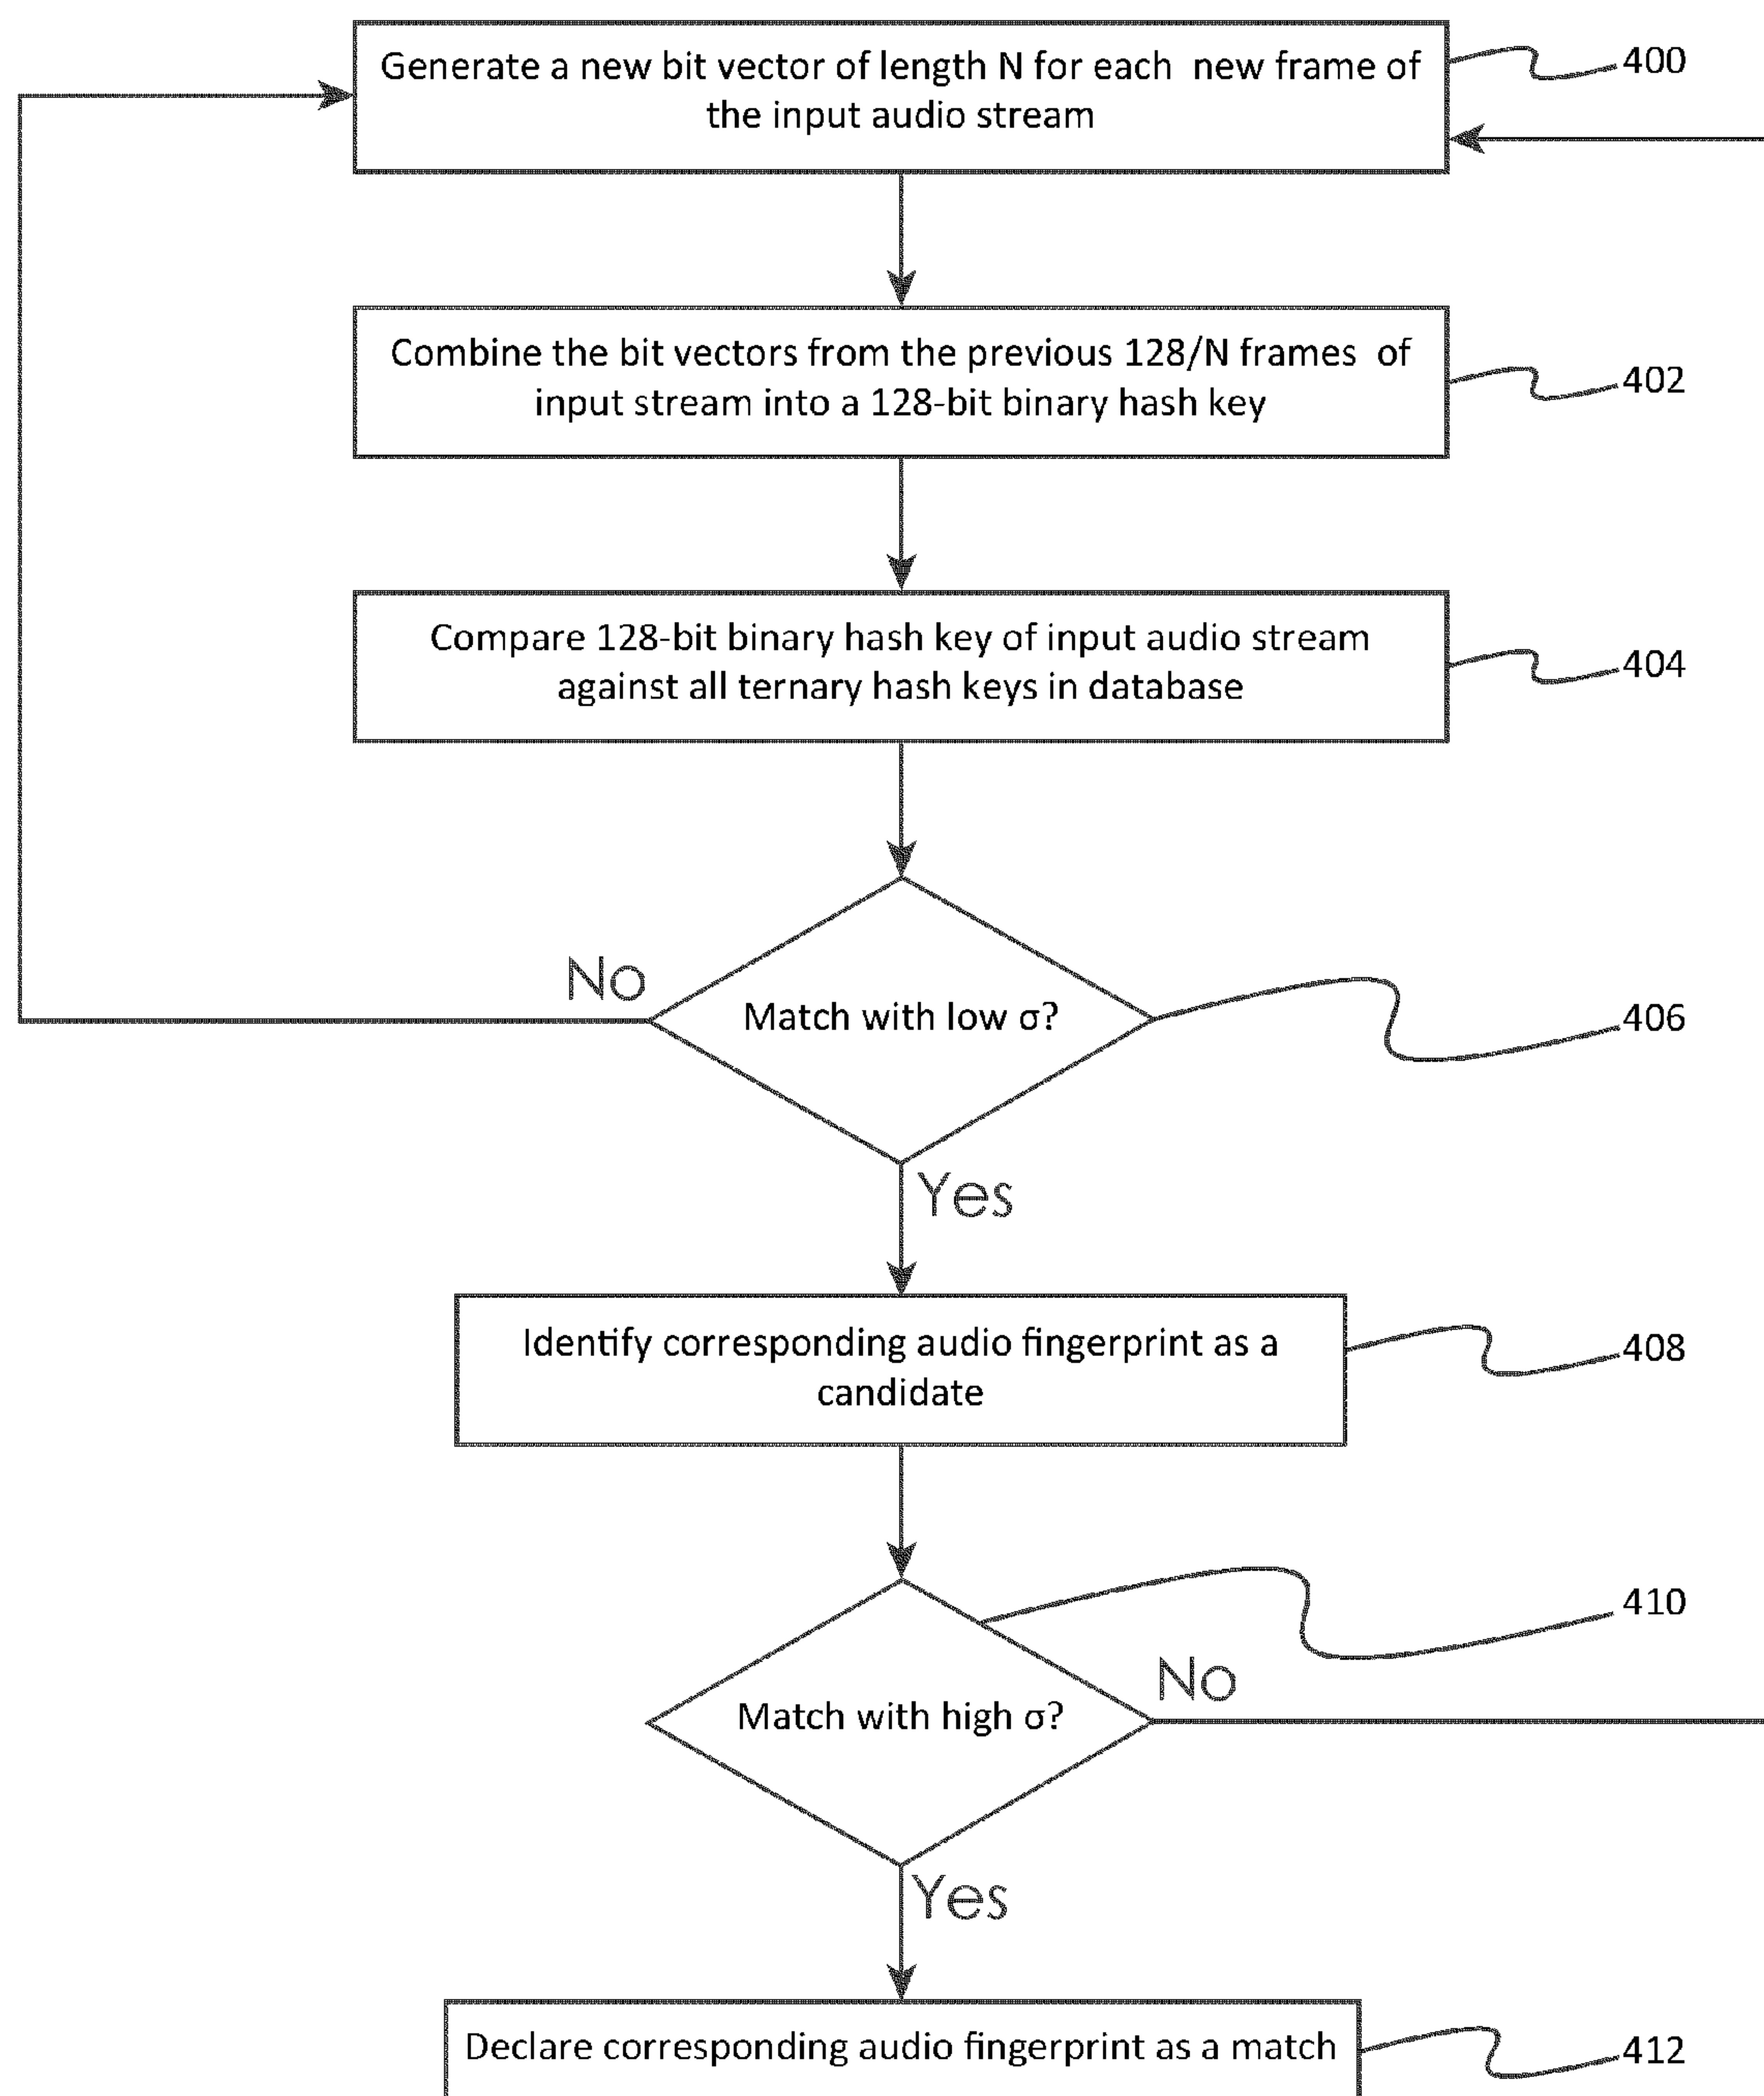 Generate a new bit vector of length N for each new frame of
the input audio stream
400
Combine the bit vectors from the previous 128/N frames of
input stream into a 128-bit binary hash key
402
Compare 128-bit binary hash key of input audio stream
against all ternary hash keys in database
404
No
Match with low σ?
406
Yes
Identify corresponding audio fingerprint as a
candidate
408
410
No
Match with high σ?
Yes
Declare corresponding audio fingerprint as a match
412